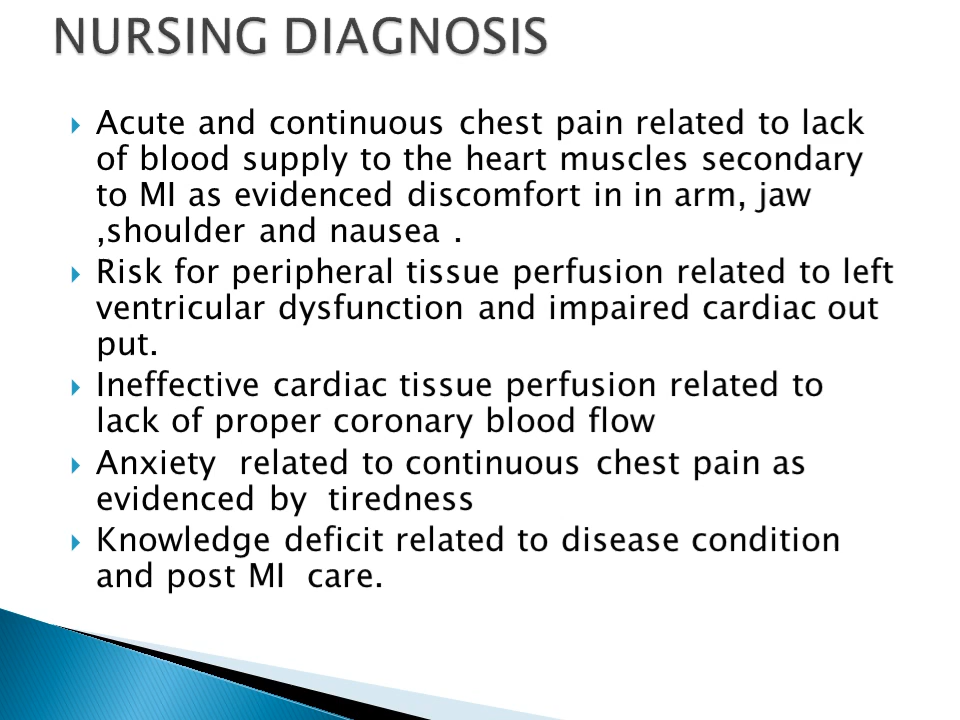 NURSING DIAGNOSIS
Acute and continuous chest pain related to lack
of blood supply to the heart muscles secondary
to MI as evidenced discomfort in in arm, jaw
,shoulder and nausea .
Risk for peripheral tissue perfusion related to left
ventricular dysfunction and impaired cardiac out
put.
Ineffective cardiac tissue perfusion related to
lack of proper coronary blood flow
Anxiety  related to continuous chest pain as
evidenced by  tiredness
Knowledge deficit related to disease condition
and post MI  care.